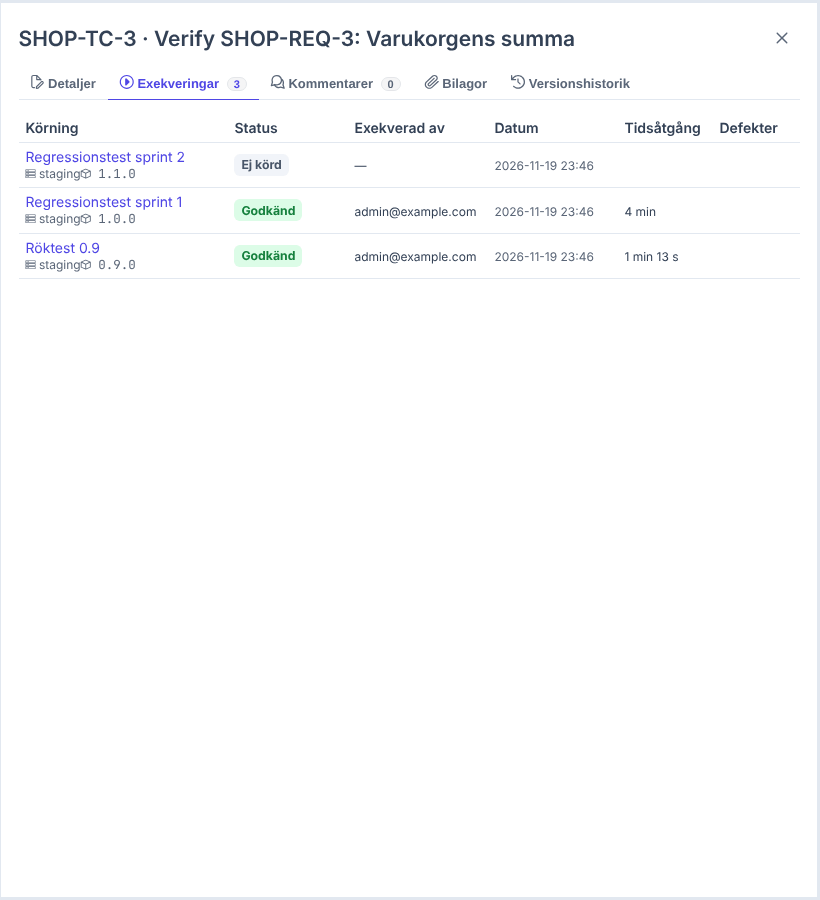 SHOP-TC-3 · Verify SHOP-REQ-3: Varukorgens summa
Detaljer Exekveringar 3 Kommentarer 0 Bilagor Versionshistorik
Körning Status Exekverad av Datum Tidsåtgång Defekter
Regressionstest sprint 2 Ej körd — 2026-11-19 23:46
staging 1.1.0
Regressionstest sprint 1 Godkänd admin@example.com 2026-11-19 23:46 4 min
staging 1.0.0
Röktest 0.9 Godkänd admin@example.com 2026-11-19 23:46 1 min 13 s
staging 0.9.0